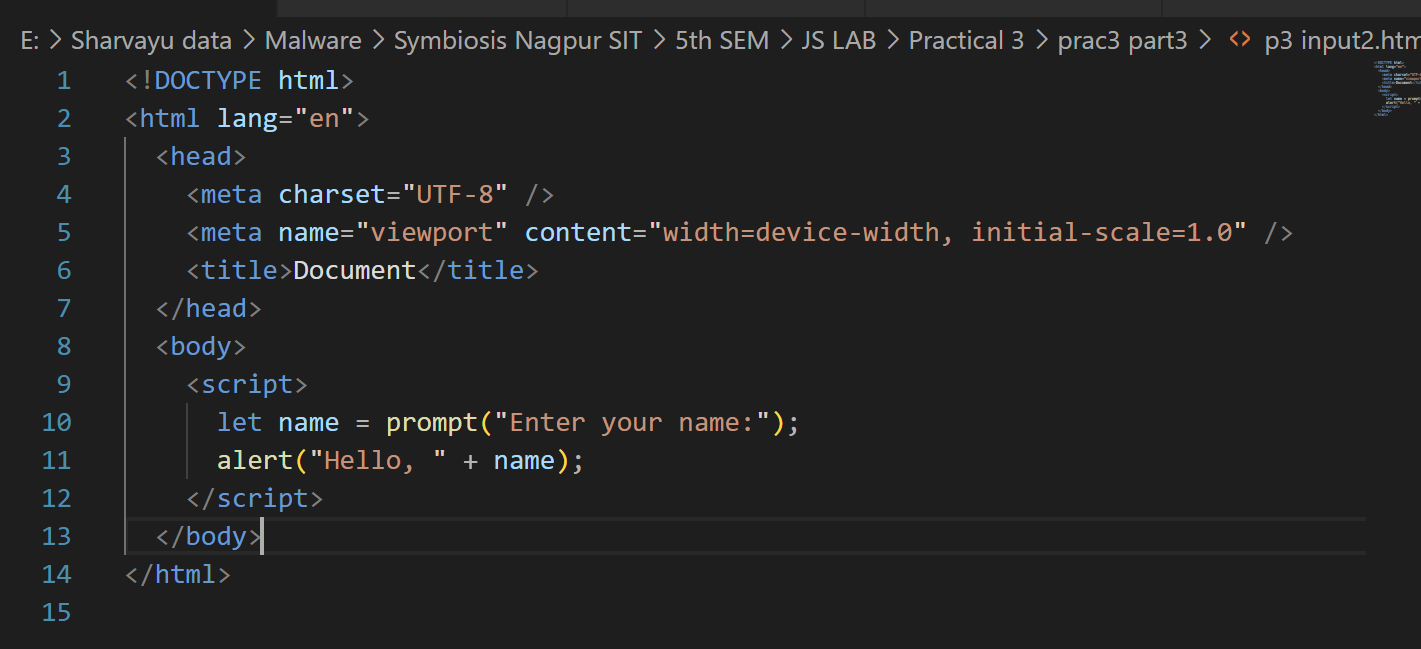 E: > Sharvayu data > Malware > Symbiosis Nagpur SIT > 5th SEM > JS LAB > Practical 3 > prac3 part3 > <> p3 input2.htm
1 <!DOCTYPE html>
2 <html lang="en">
3   <head>
4     <meta charset="UTF-8" />
5     <meta name="viewport" content="width=device-width, initial-scale=1.0" />
6     <title>Document</title>
7   </head>
8   <body>
9     <script>
10       let name = prompt("Enter your name:");
11       alert("Hello, " + name);
12     </script>
13   </body>
14 </html>
15